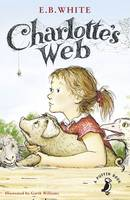 E.B.WHITE
Charlotte's
Web
Illustrated by Garth Williams
A PUFFIN BOOK